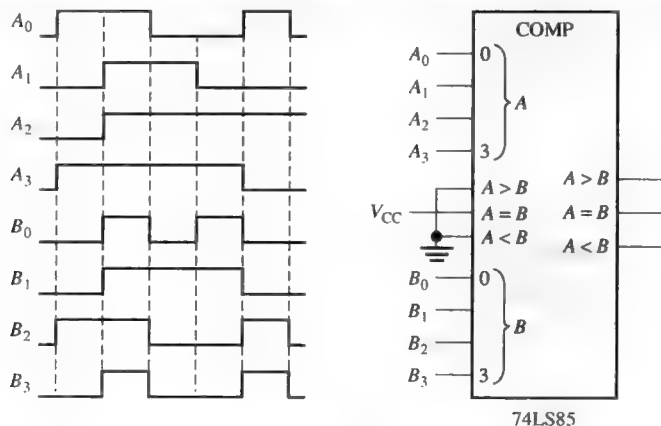 A0
A1
A2
A3
B0
B1
B2
B3
COMP
A0 0
A1
A2 A
A3 3
A > B A > B
VCC A = B A = B
A < B A < B
B0 0
B1
B2 B
B3 3
74LS85